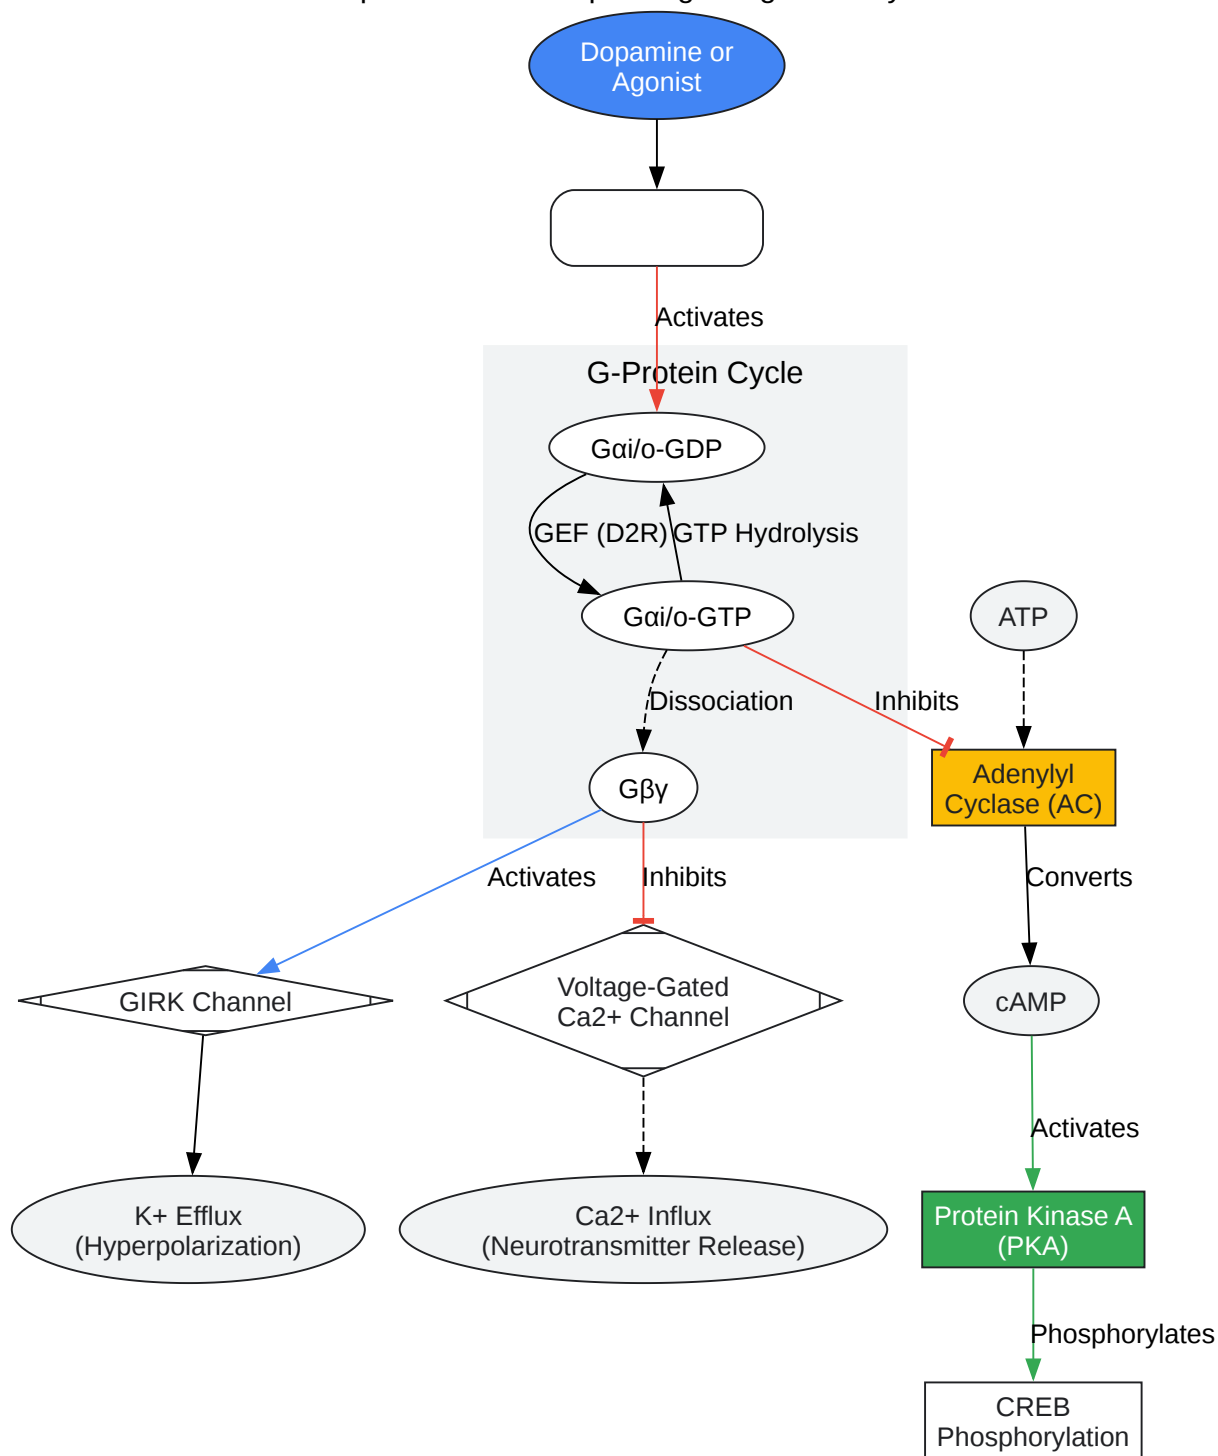 Dopamine or
Agonist
Activates
G-Protein Cycle
Gαi/o-GDP
GEF (D2R)
GTP Hydrolysis
Gαi/o-GTP
ATP
Dissociation
Inhibits
Adenylyl
Cyclase (AC)
Gβγ
Activates
Inhibits
Converts
GIRK Channel
Voltage-Gated
Ca2+ Channel
cAMP
Activates
K+ Efflux
(Hyperpolarization)
Ca2+ Influx
(Neurotransmitter Release)
Protein Kinase A
(PKA)
Phosphorylates
CREB
Phosphorylation